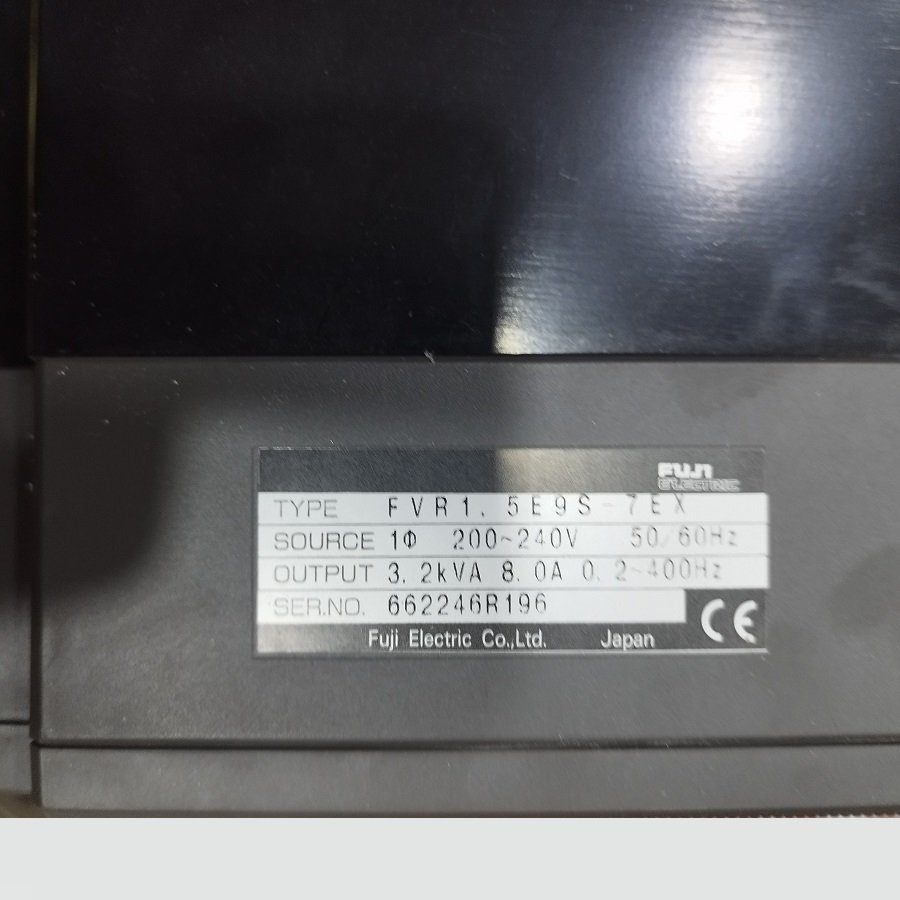 FUJI
ELECTRIC
TYPE FVR1.5E9S-7EX
SOURCE 1Φ 200~240V 50/60Hz
OUTPUT 3.2kVA 8.0A 0.2~400Hz
SER.NO. 662246R196
CE
Fuji Electric Co.,Ltd. Japan